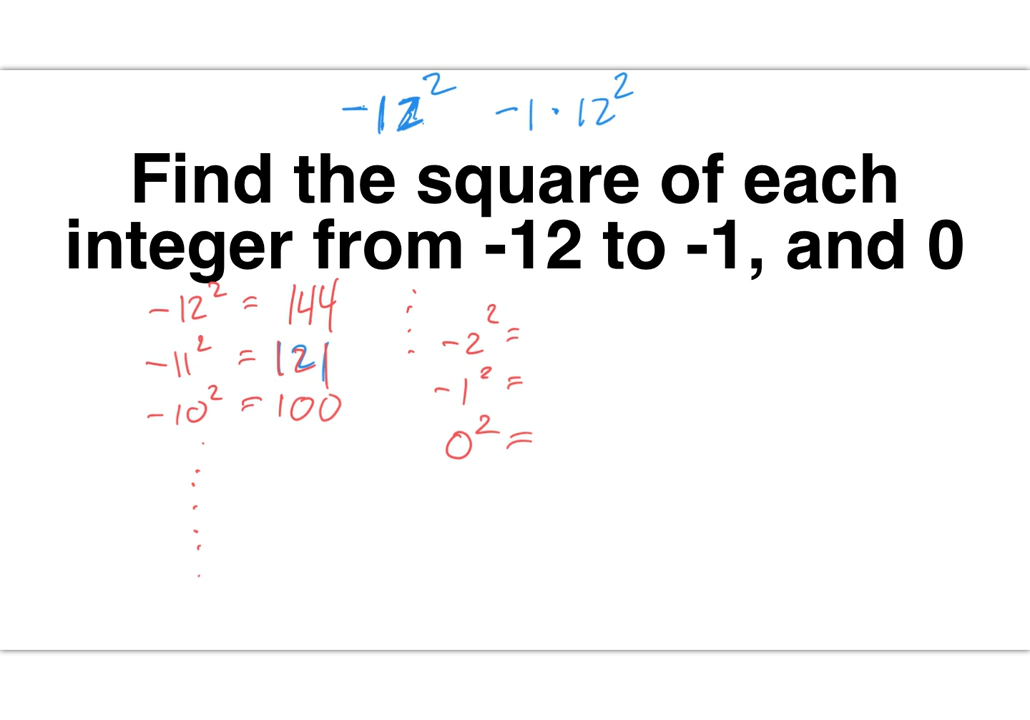 -12² -1 · 12²
Find the square of each
integer from -12 to -1, and 0
-12² = 144
-11² = 121
-10² = 100
-2² =
-1² =
0² =